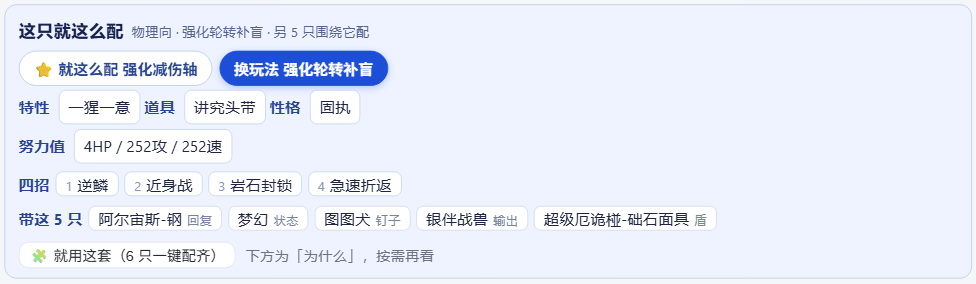 这只就这么配 物理向 · 强化轮转补盲 · 另 5 只围绕它配
就这么配 强化减伤轴 换玩法 强化轮转补盲
特性 一猩一意 道具 讲究头带 性格 固执
努力值 4HP / 252攻 / 252速
四招 1 逆鳞 2 近身战 3 岩石封锁 4 急速折返
带这 5 只 阿尔宙斯-钢 回复 梦幻 状态 图图犬 钉子 银伴战兽 输出 超级厄诡椪-础石面具 盾
就用这套（6 只一键配齐） 下方为「为什么」，按需再看